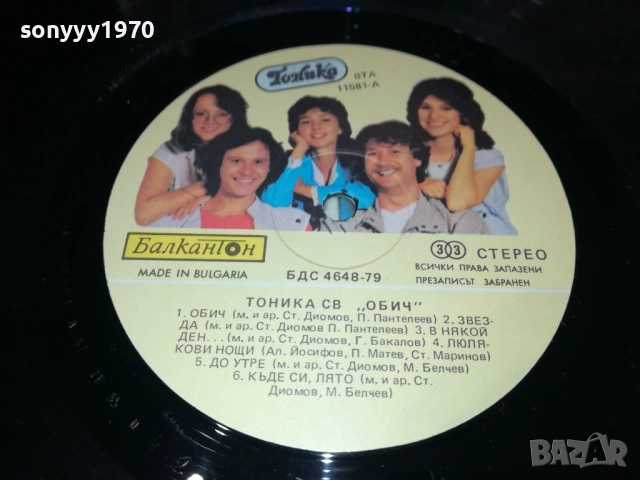 sonyyy1970
Тоника
ВТА
11581-А
Балкантон
MADE IN BULGARIA
БДС 4648-79
33 СТЕРЕО
ВСИЧКИ ПРАВА ЗАПАЗЕНИ
ПРЕЗАПИСЪТ ЗАБРАНЕН
ТОНИКА СВ „ОБИЧ"
1. ОБИЧ (м. и ар. Ст. Диомов, П. Пантелеев) 2. ЗВЕЗ-
ДА (м. и ар. Ст. Диомов П. Пантелеев) 3. В НЯКОЙ
ДЕН... (м. и ар. Ст. Диомов, Г. Бакалов) 4. ЛЮЛЯ-
КОВИ НОЩИ (Ал. Йосифов, П. Матев, Ст. Маринов)
5. ДО УТРЕ (м. и ар. Ст. Диомов, М. Белчев)
6. КЪДЕ СИ, ЛЯТО (м. и ар. Ст.
Диомов, М. Белчев)
bazar